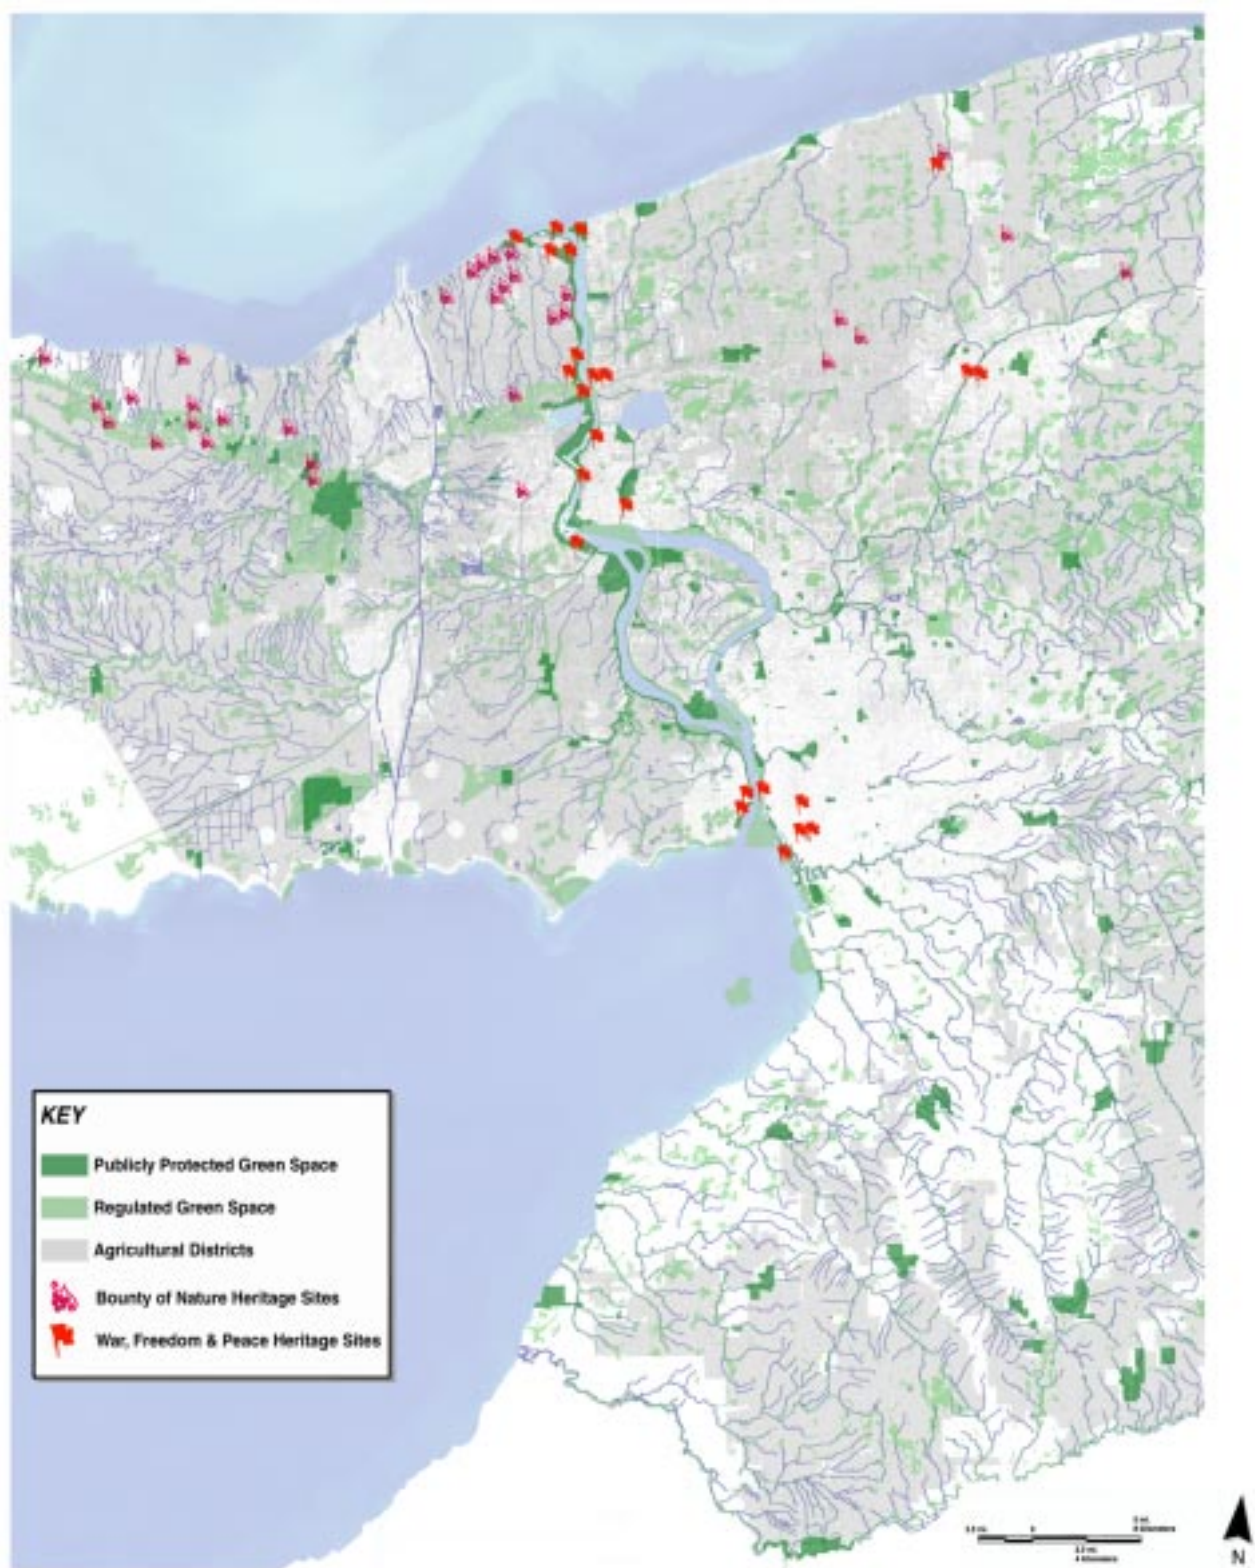 KEY
Publicly Protected Green Space
Regulated Green Space
Agricultural Districts
Bounty of Nature Heritage Sites
War, Freedom & Peace Heritage Sites
0
N